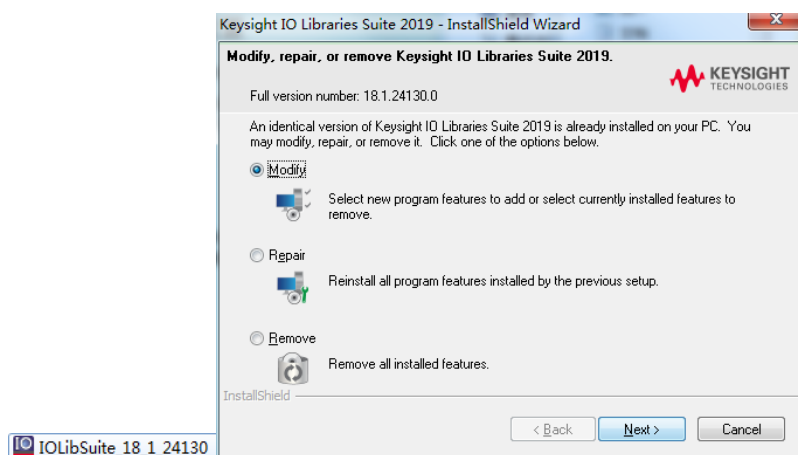 Keysight IO Libraries Suite 2019 - InstallShield Wizard
Modify, repair, or remove Keysight IO Libraries Suite 2019.
KEYSIGHT
TECHNOLOGIES
Full version number: 18.1.24130.0
An identical version of Keysight IO Libraries Suite 2019 is already installed on your PC. You
may modify, repair, or remove it. Click one of the options below.
Modify
Select new program features to add or select currently installed features to
remove.
Repair
Reinstall all program features installed by the previous setup.
Remove
Remove all installed features.
InstallShield
< Back Next > Cancel
IO IOLibSuite_18_1_24130